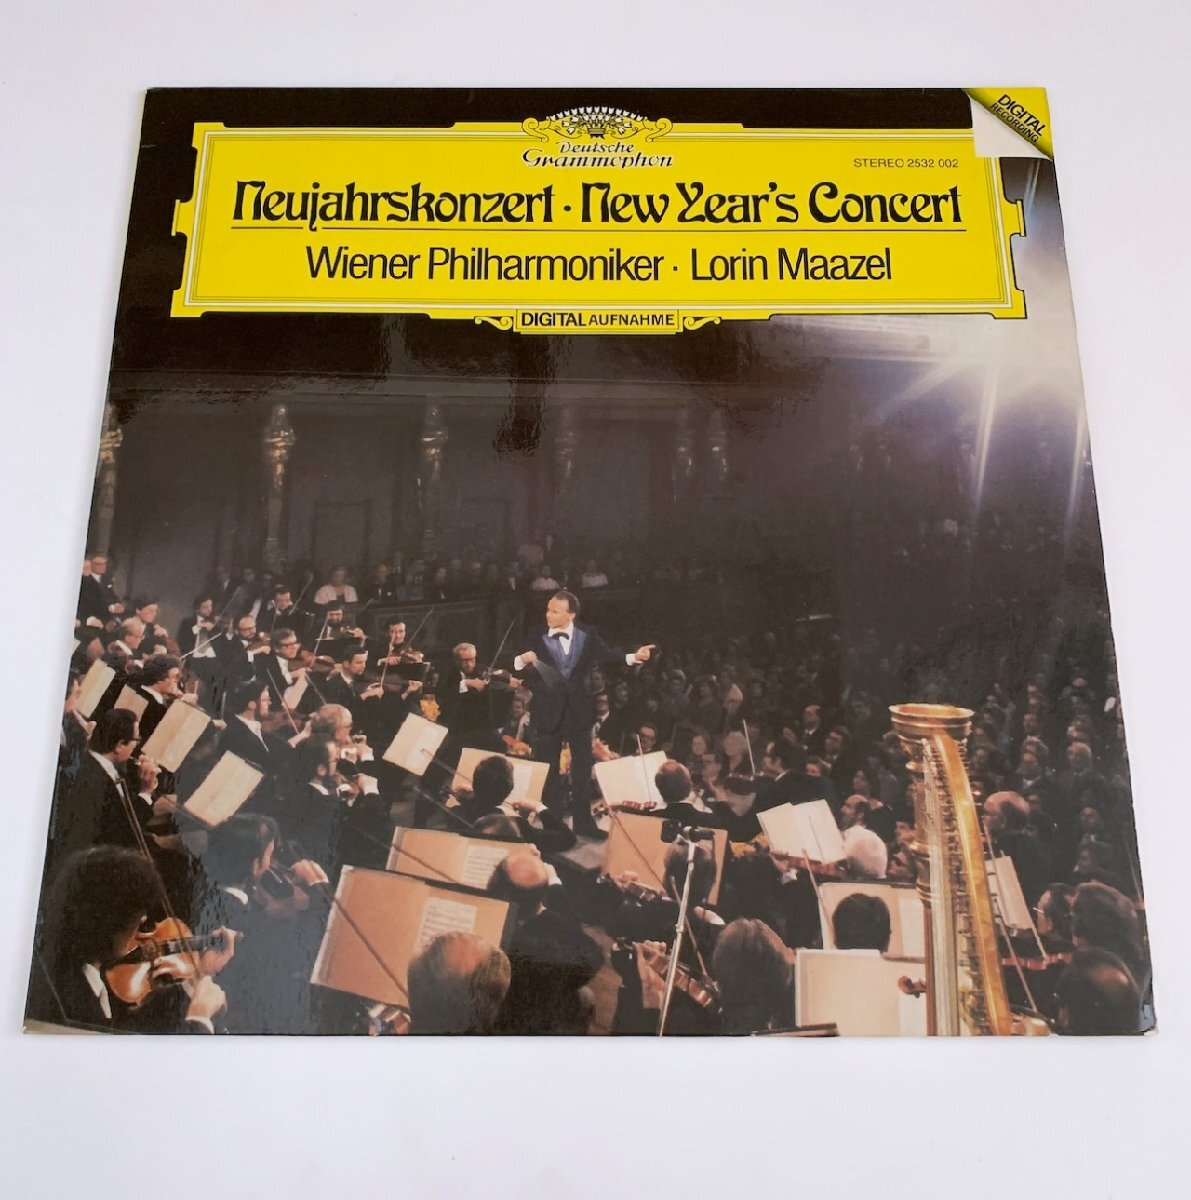 Deutsche
Grammophon
DIGITAL
RECORDING
STEREO 2532 002
Neujahrskonzert · New Year's Concert
Wiener Philharmoniker · Lorin Maazel
DIGITAL AUFNAHME